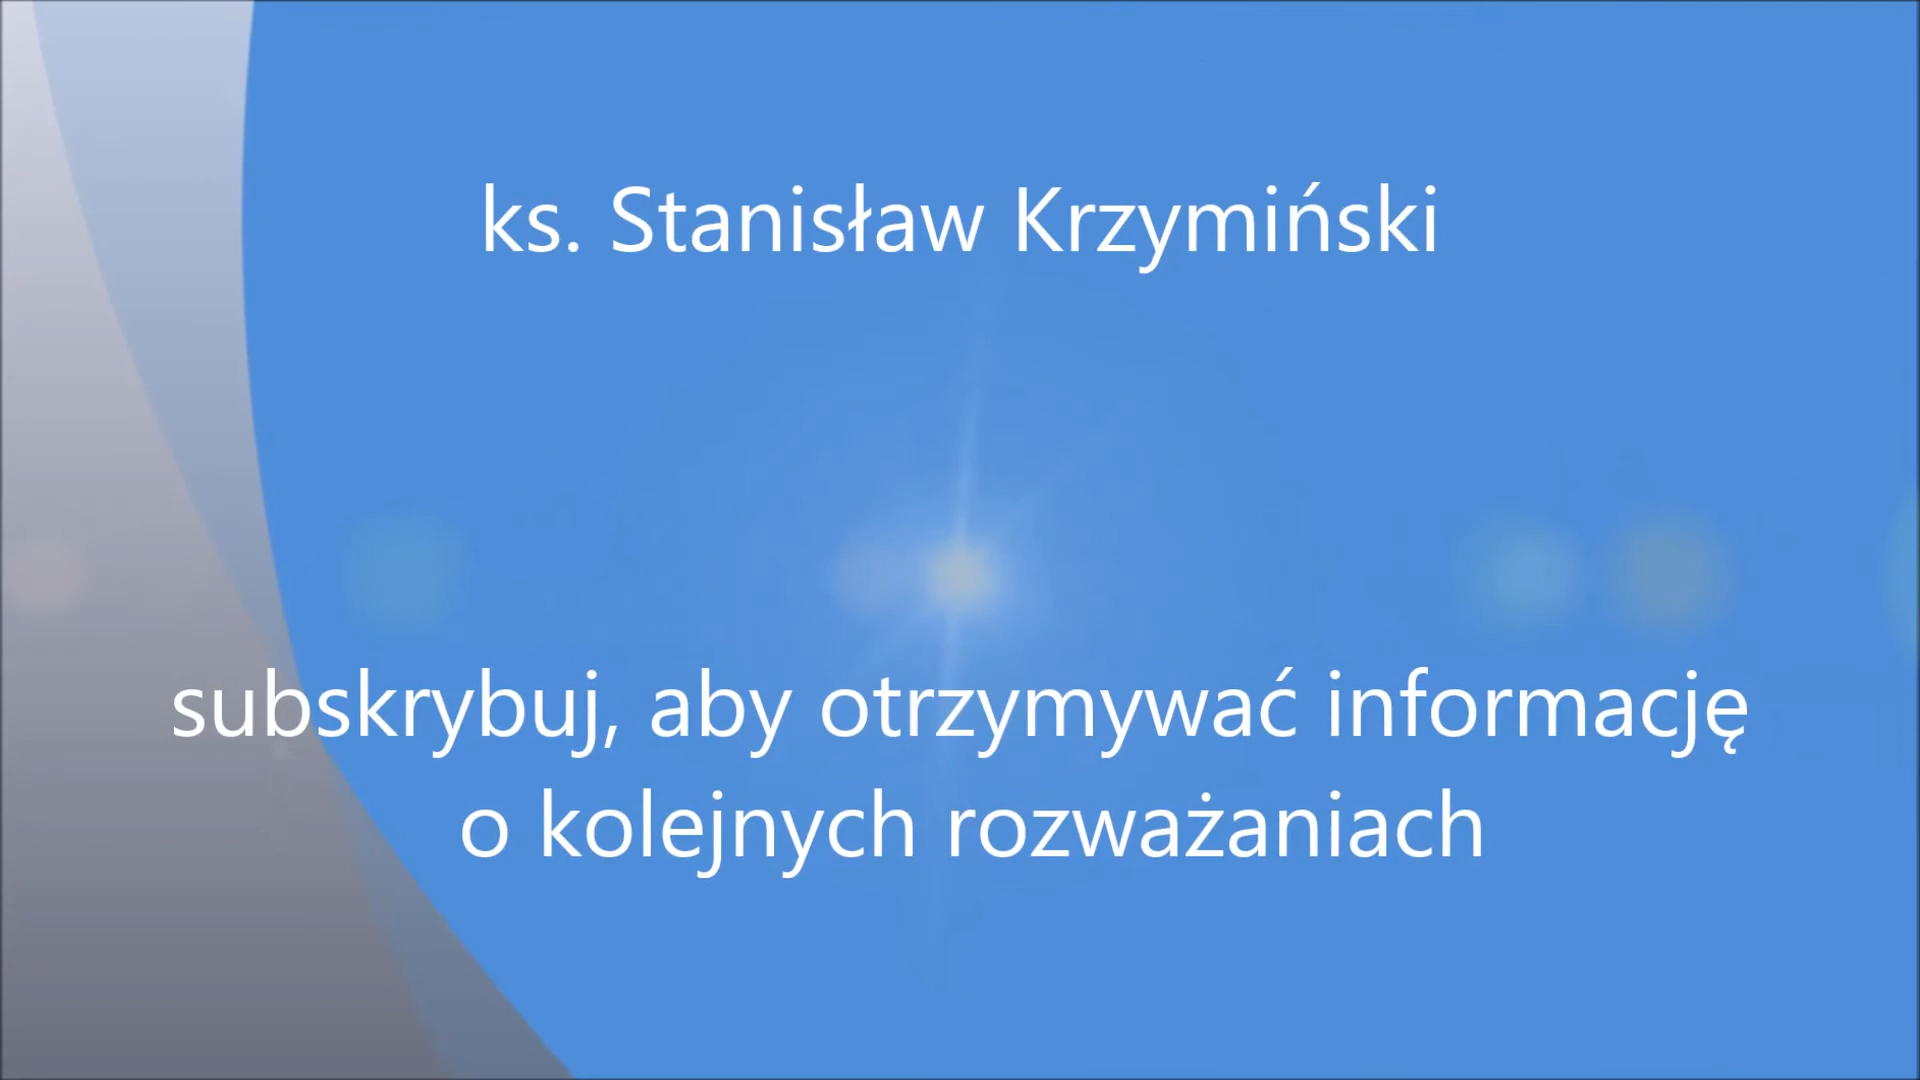 ks. Stanisław Krzymiński
subskrybuj, aby otrzymywać informację
o kolejnych rozważaniach